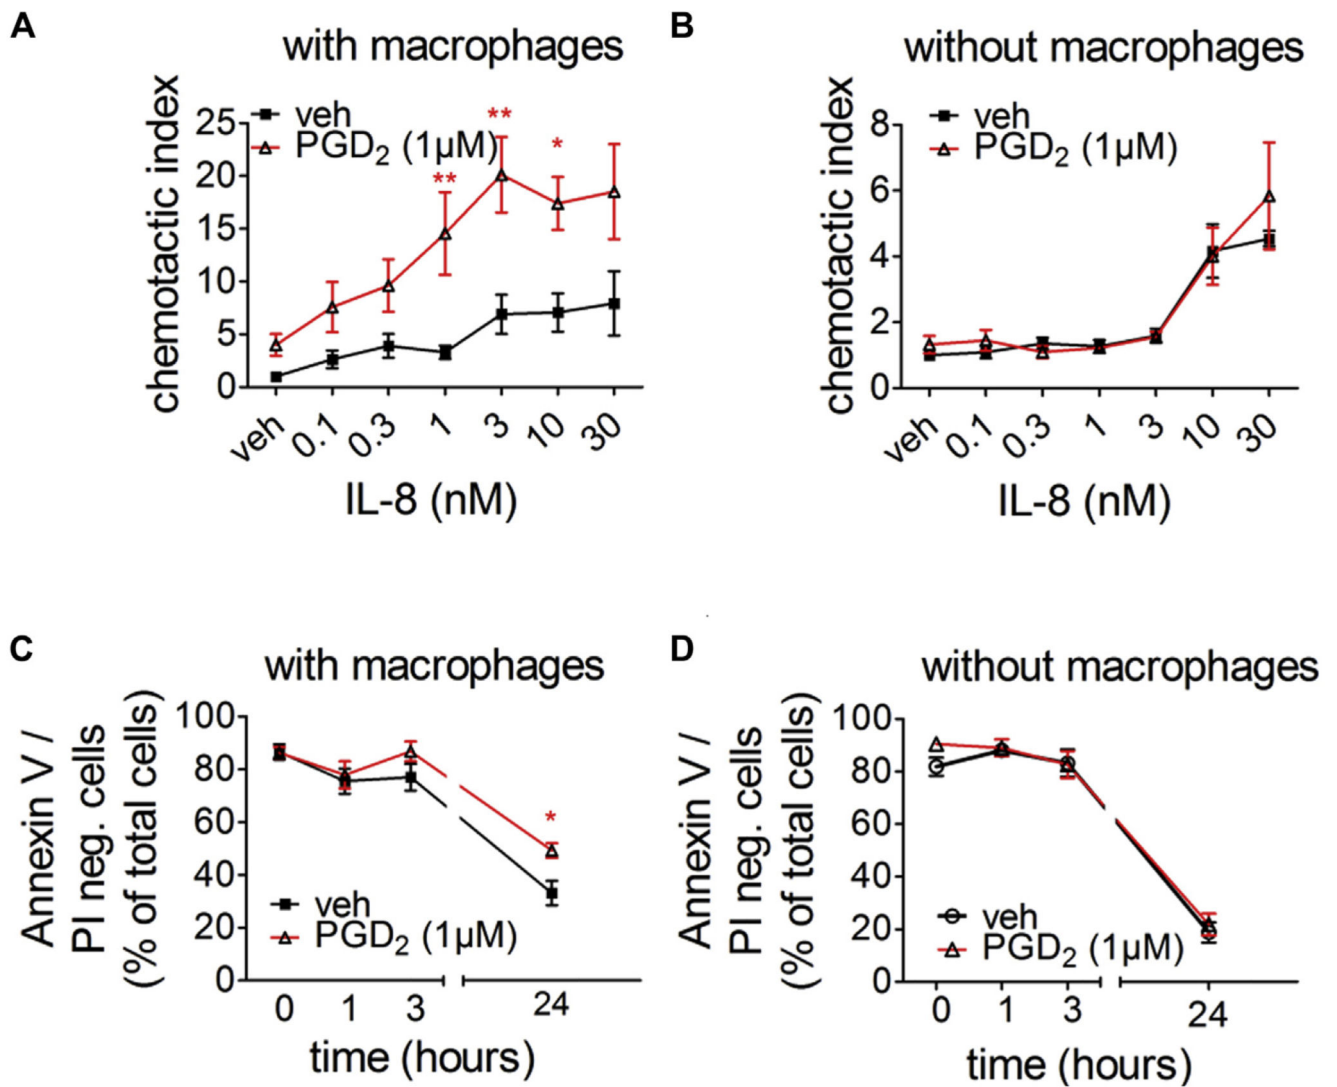 A
with macrophages
chemotactic index
25
20
15
10
5
0
veh
PGD₂ (1µM)
**
**
*
veh
0.1
0.3
1
3
10
30
IL-8 (nM)
B
without macrophages
chemotactic index
8
6
4
2
0
veh
PGD₂ (1µM)
veh
0.1
0.3
1
3
10
30
IL-8 (nM)
C
with macrophages
Annexin V /
PI neg. cells
(% of total cells)
100
80
60
40
20
0
*
veh
PGD₂ (1µM)
0
1
3
24
time (hours)
D
without macrophages
Annexin V /
PI neg. cells
(% of total cells)
100
80
60
40
20
0
veh
PGD₂ (1µM)
0
1
3
24
time (hours)